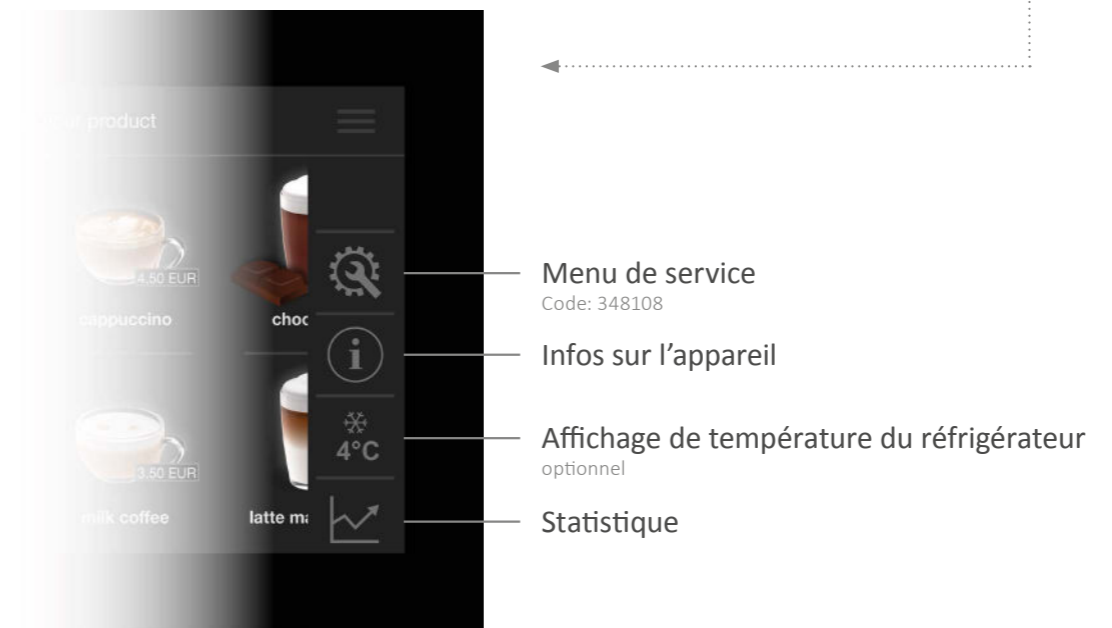 your product
4.50 EUR
cappuccino
choc
3.50 EUR
milk coffee
latte ma
4°C
Menu de service
Code: 348108
Infos sur l’appareil
Affichage de température du réfrigérateur
optionnel
Statistique